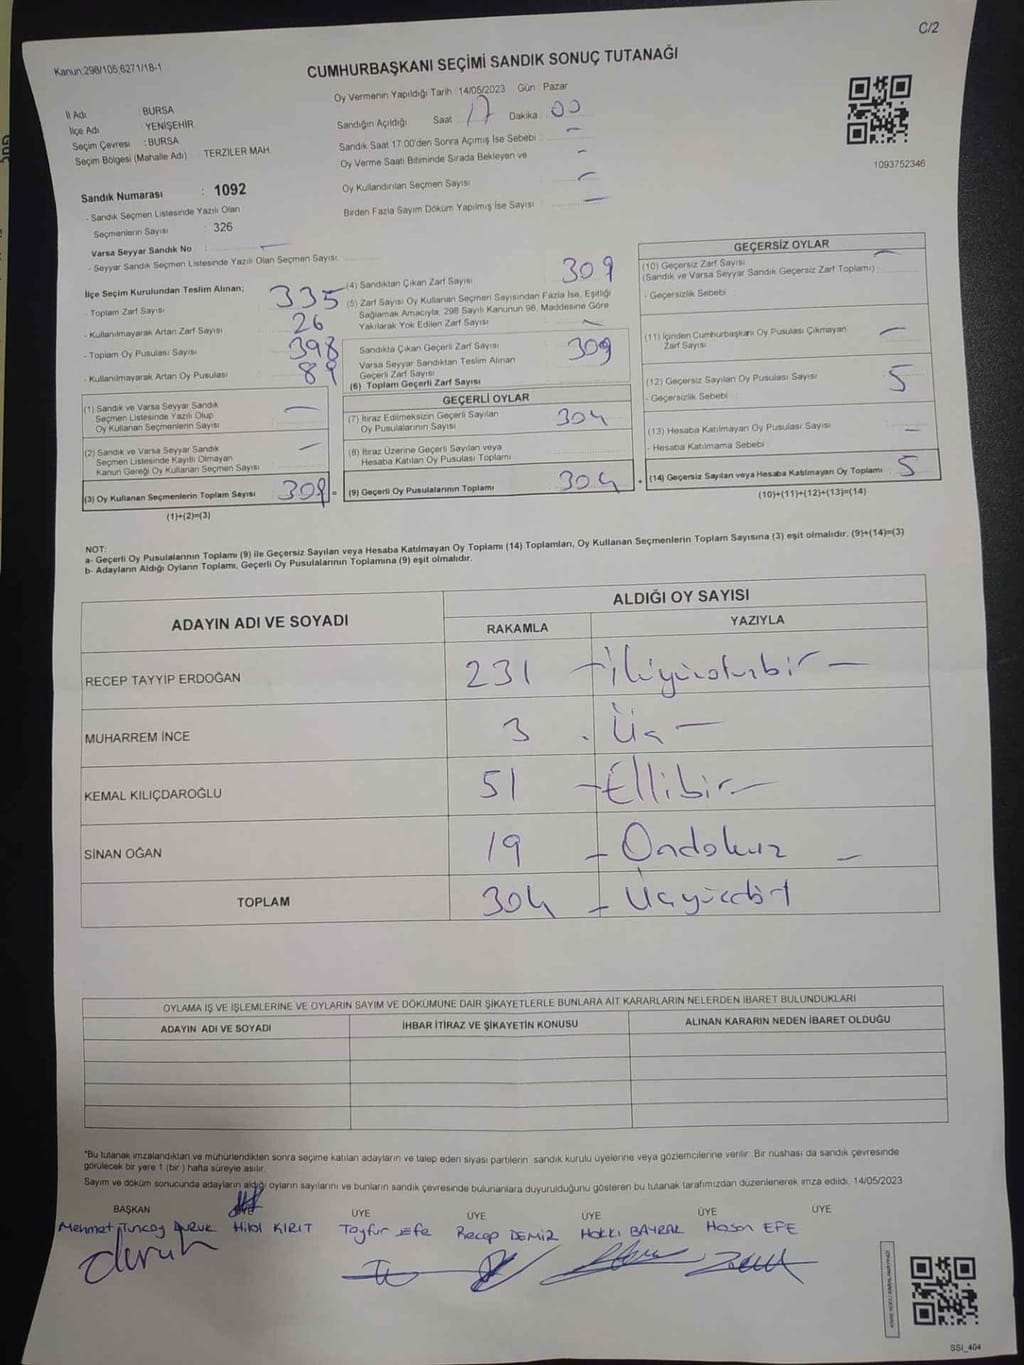 C/2
Kanun:298/105;6271/18-1
CUMHURBAŞKANI SEÇİMİ SANDIK SONUÇ TUTANAĞI
İl Adı BURSA
İlçe Adı YENİŞEHİR
Seçim Çevresi :BURSA
Seçim Bölgesi (Mahalle Adı) TERZİLER MAH.
Sandık Numarası : 1092
- Sandık Seçmen Listesinde Yazılı Olan
Seçmenlerin Sayısı : 326
Varsa Seyyar Sandık No : —
- Seyyar Sandık Seçmen Listesinde Yazılı Olan Seçmen Sayısı
Oy Vermenin Yapıldığı Tarih :14/05/2023 Gün Pazar
Sandığın Açıldığı Saat 17 Dakika 00
Sandık Saat 17 00'den Sonra Açımış İse Sebebi —
Oy Verme Saati Bitiminde Sırada Bekleyen ve —
Oy Kullandırılan Seçmen Sayısı —
Birden Fazla Sayım Döküm Yapılmış İse Sayısı —
1093752346
İlçe Seçim Kurulundan Teslim Alınan;
- Toplam Zarf Sayısı 335
- Kullanılmayarak Artan Zarf Sayısı 26
- Toplam Oy Pusulası Sayısı 398
- Kullanılmayarak Artan Oy Pusulası 89
(1) Sandık ve Varsa Seyyar Sandık
Seçmen Listesinde Yazılı Olup
Oy Kullanan Seçmenlerin Sayısı —
(2) Sandık ve Varsa Seyyar Sandık
Seçmen Listesinde Kayıtlı Olmayan
Kanun Gereği Oy Kullanan Seçmen Sayısı —
(3) Oy Kullanan Seçmenlerin Toplam Sayısı 309 =
(1)+(2)=(3)
(4) Sandıktan Çıkan Zarf Sayısı 309
(5) Zarf Sayısı Oy Kullanan Seçmen Sayısından Fazla İse, Eşitliği
Sağlamak Amacıyla, 298 Sayılı Kanunun 98. Maddesine Göre
Yakılarak Yok Edilen Zarf Sayısı —
Sandıkta Çıkan Geçerli Zarf Sayısı 309
Varsa Seyyar Sandıktan Teslim Alınan
Geçerli Zarf Sayısı
(6) Toplam Geçerli Zarf Sayısı
GEÇERLİ OYLAR
(7) İtiraz Edilmeksizin Geçerli Sayılan
Oy Pusulalarının Sayısı 304
(8) İtiraz Üzerine Geçerli Sayılan veya
Hesaba Katılan Oy Pusulası Toplamı
(9) Geçerli Oy Pusulalarının Toplamı 304 +
GEÇERSİZ OYLAR
(10) Geçersiz Zarf Sayısı —
(Sandık ve Varsa Seyyar Sandık Geçersiz Zarf Toplamı)
- Geçersizlik Sebebi
(11) İçinden Cumhurbaşkanı Oy Pusulası Çıkmayan
Zarf Sayısı —
(12) Geçersiz Sayılan Oy Pusulası Sayısı 5
- Geçersizlik Sebebi
(13) Hesaba Katılmayan Oy Pusulası Sayısı —
- Hesaba Katılmama Sebebi
(14) Geçersiz Sayılan veya Hesaba Katılmayan Oy Toplamı 5
(10)+(11)+(12)+(13)=(14)
NOT:
a- Geçerli Oy Pusulalarının Toplamı (9) ile Geçersiz Sayılan veya Hesaba Katılmayan Oy Toplamı (14) Toplamları, Oy Kullanan Seçmenlerin Toplam Sayısına (3) eşit olmalıdır. (9)+(14)=(3)
b- Adayların Aldığı Oyların Toplamı, Geçerli Oy Pusulalarının Toplamına (9) eşit olmalıdır.
ADAYIN ADI VE SOYADI
ALDIĞI OY SAYISI
RAKAMLA YAZIYLA
RECEP TAYYİP ERDOĞAN 231 — İkiyüzotuzbir —
MUHARREM İNCE 3 . Üç —
KEMAL KILIÇDAROĞLU 51 — Ellibir —
SİNAN OĞAN 19 — Ondokuz —
TOPLAM 304 — Üçyüzdört
OYLAMA İŞ VE İŞLEMLERİNE VE OYLARIN SAYIM VE DÖKÜMÜNE DAİR ŞİKAYETLERLE BUNLARA AİT KARARLARIN NELERDEN İBARET BULUNDUKLARI
ADAYIN ADI VE SOYADI İHBAR İTİRAZ VE ŞİKAYETİN KONUSU ALINAN KARARIN NEDEN İBARET OLDUĞU
*Bu tutanak imzalandıktan ve mühürlendikten sonra seçime katılan adayların ve talep eden siyasi partilerin sandık kurulu üyelerine veya gözlemcilerine verilir. Bir nüshası da sandık çevresinde
görülecek bir yere 1 (bir ) hafta süreyle asılır.
Sayım ve döküm sonucunda adayların aldığı oyların sayılarını ve bunların sandık çevresinde bulunanlara duyurulduğunu gösteren bu tutanak tarafımızdan düzenlenerek imza edildi. 14/05/2023
BAŞKAN ÜYE ÜYE ÜYE ÜYE ÜYE
Mehmet Tuncay DURUK Hilal KIRIT Tayfur Efe Recep DEMİZ Hakkı BAYRAK Hasan EFE
SSI_404